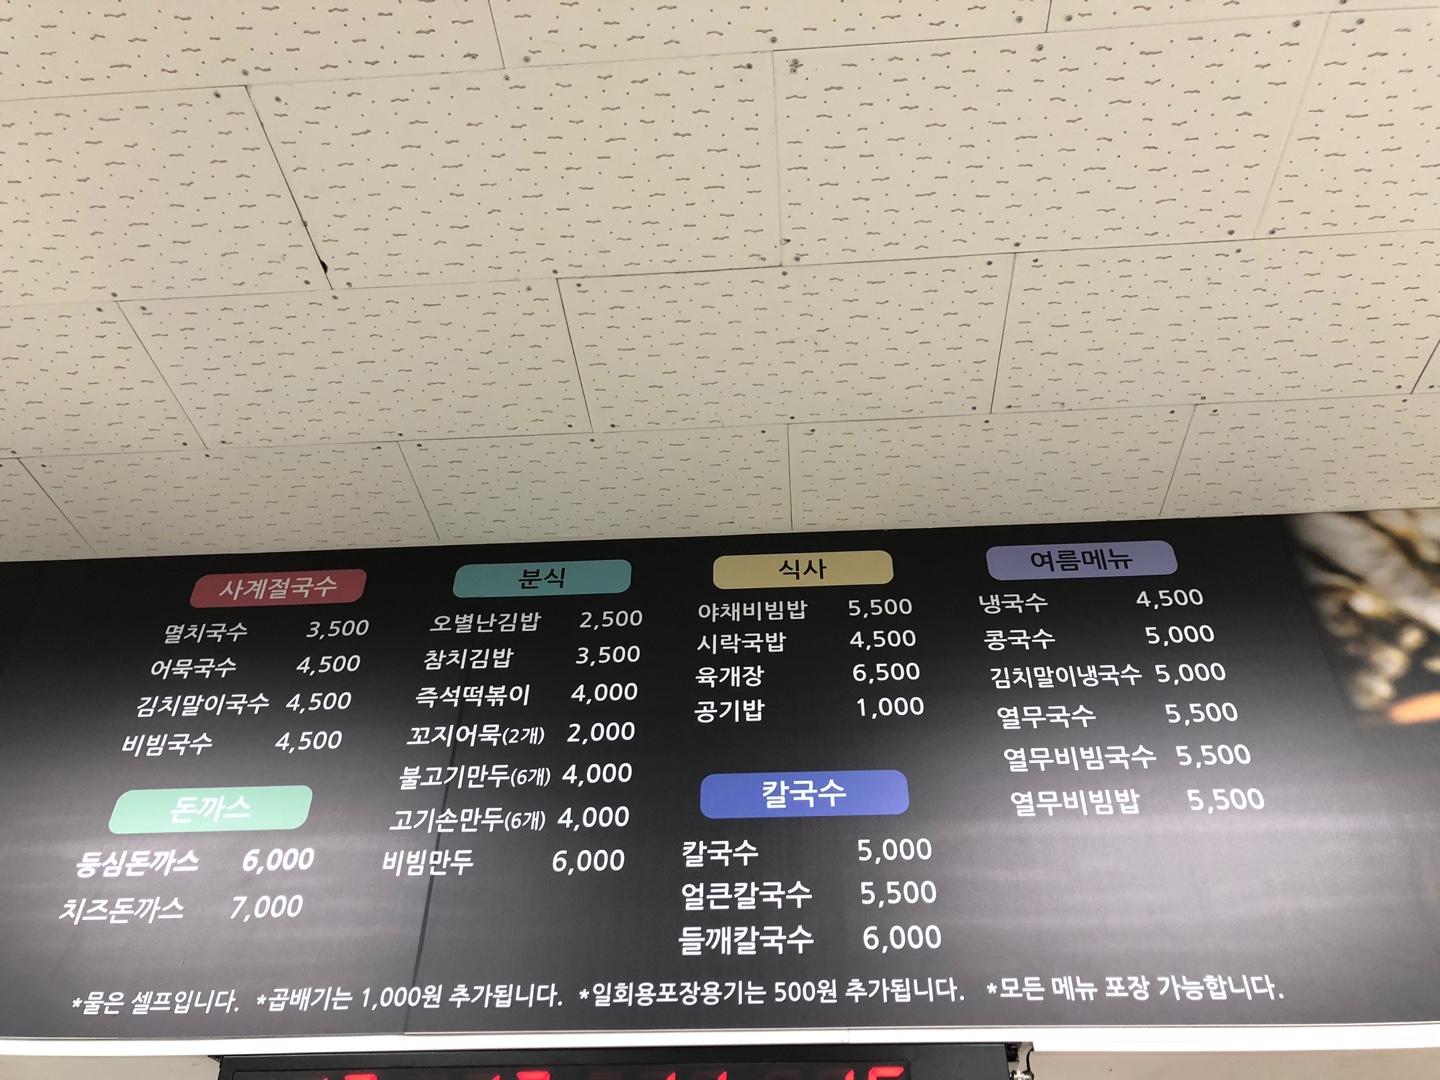 사계절국수
멸치국수 3,500
어묵국수 4,500
김치말이국수 4,500
비빔국수 4,500
돈까스
등심돈까스 6,000
치즈돈까스 7,000
분식
오별난김밥 2,500
참치김밥 3,500
즉석떡볶이 4,000
꼬지어묵(2개) 2,000
불고기만두(6개) 4,000
고기손만두(6개) 4,000
비빔만두 6,000
식사
야채비빔밥 5,500
시락국밥 4,500
육개장 6,500
공기밥 1,000
칼국수
칼국수 5,000
얼큰칼국수 5,500
들깨칼국수 6,000
여름메뉴
냉국수 4,500
콩국수 5,000
김치말이냉국수 5,000
열무국수 5,500
열무비빔국수 5,500
열무비빔밥 5,500
*물은 셀프입니다. *곱배기는 1,000원 추가됩니다. *일회용포장용기는 500원 추가됩니다. *모든 메뉴 포장 가능합니다.